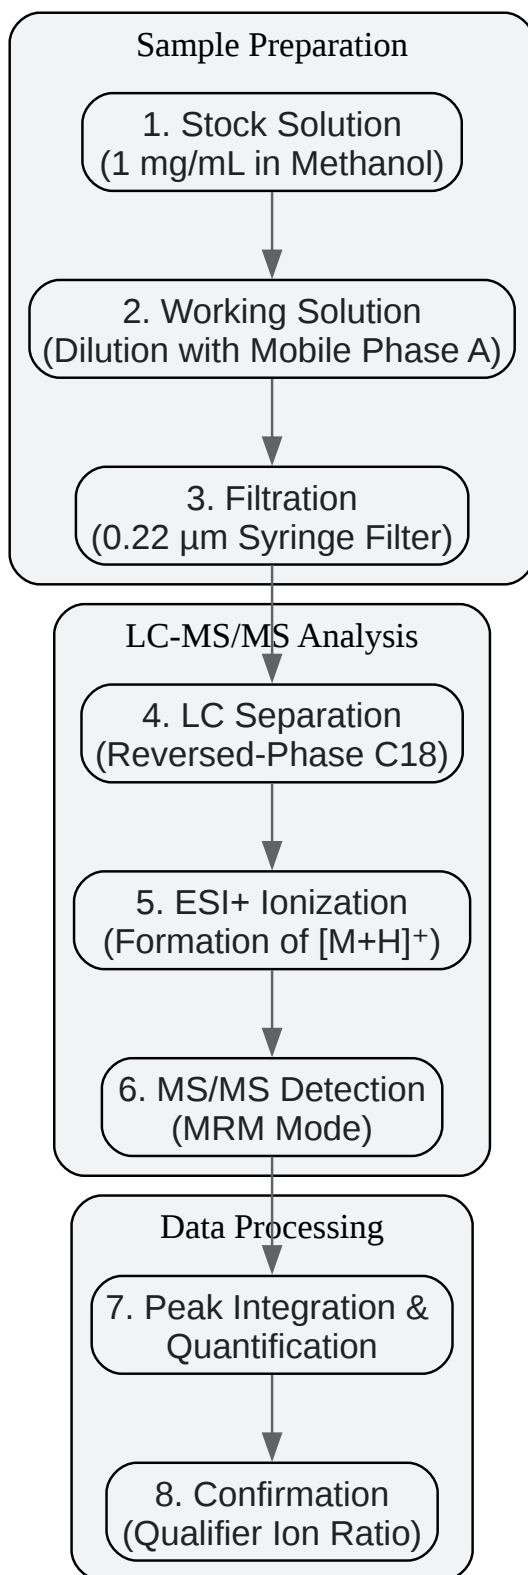 Sample Preparation
1. Stock Solution
(1 mg/mL in Methanol)
2. Working Solution
(Dilution with Mobile Phase A)
3. Filtration
(0.22 µm Syringe Filter)
LC-MS/MS Analysis
4. LC Separation
(Reversed-Phase C18)
5. ESI+ Ionization
(Formation of [M+H]⁺)
6. MS/MS Detection
(MRM Mode)
Data Processing
7. Peak Integration &
Quantification
8. Confirmation
(Qualifier Ion Ratio)